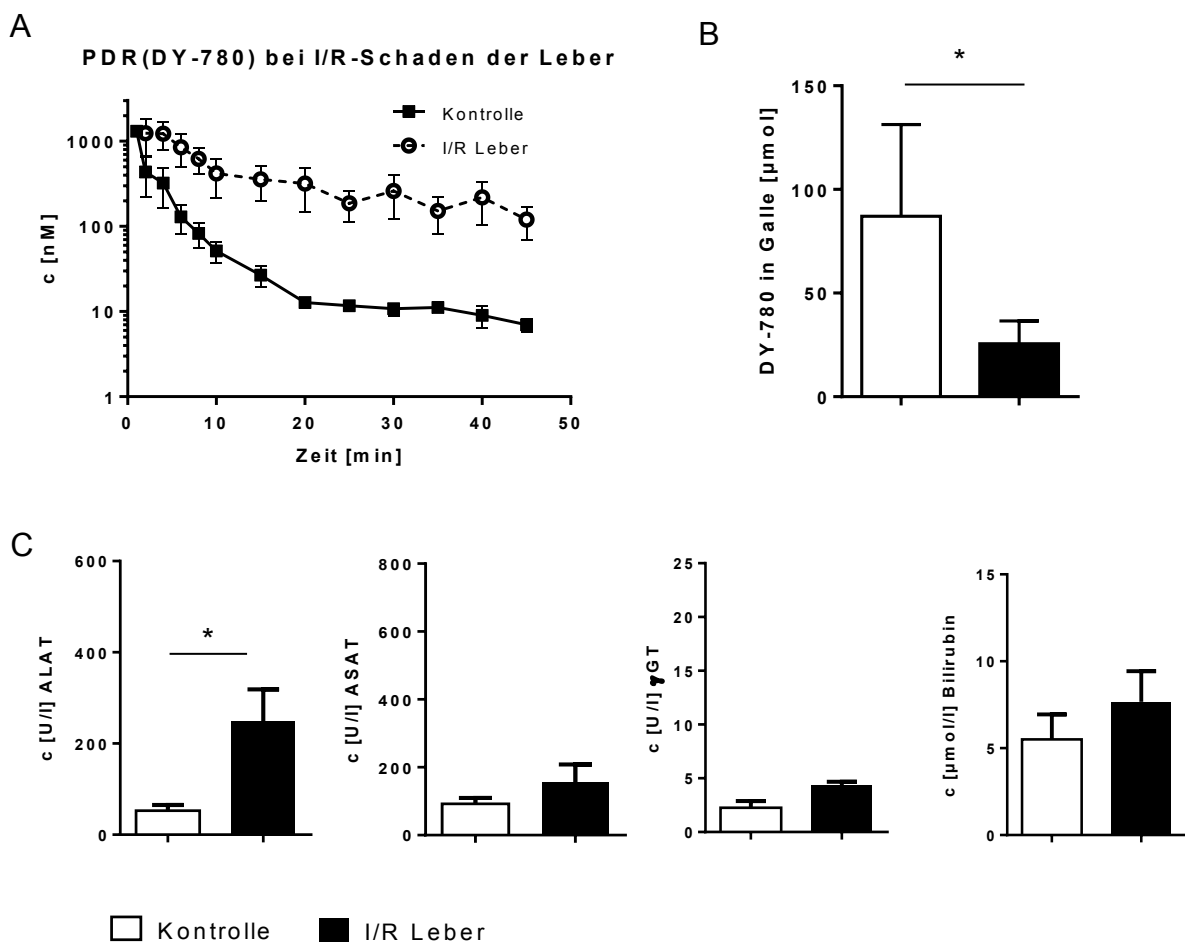 A
PDR(DY-780) bei I/R-Schaden der Leber
Kontrolle
I/R Leber
c [nM]
1000
100
10
1
0 10 20 30 40 50
Zeit [min]
B
*
DY-780 in Galle [µmol]
150
100
50
0
C
c [U/l] ALAT
600
400
200
0
*
c [U/l] ASAT
800
600
400
200
0
c [U/l] γGT
25
20
15
10
5
0
c [µmol/l] Bilirubin
15
10
5
0
Kontrolle I/R Leber